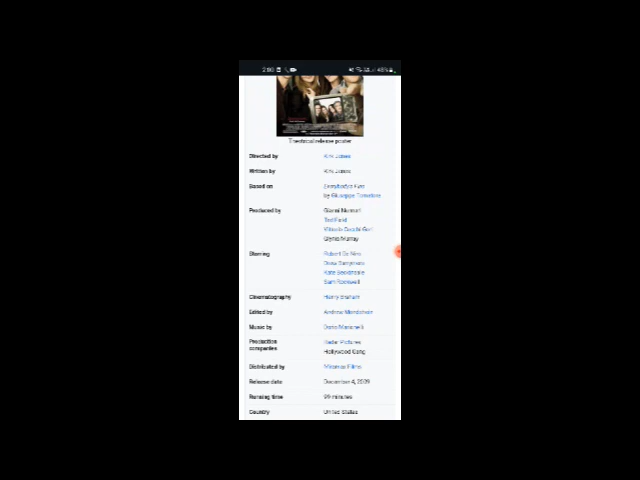 2:00
48%
Theatrical release poster
Directed by Kirk Jones
Written by Kirk Jones
Based on Everybody's Fine
by Giuseppe Tornatore
Produced by Gianni Nunnari
Ted Field
Vittorio Cecchi Gori
Glynis Murray
Starring Robert De Niro
Drew Barrymore
Kate Beckinsale
Sam Rockwell
Cinematography Henry Braham
Edited by Andrew Mondshein
Music by Dario Marianelli
Production
companies
Radar Pictures
Hollywood Gang
Distributed by Miramax Films
Release date December 4, 2009
Running time 99 minutes
Country United States